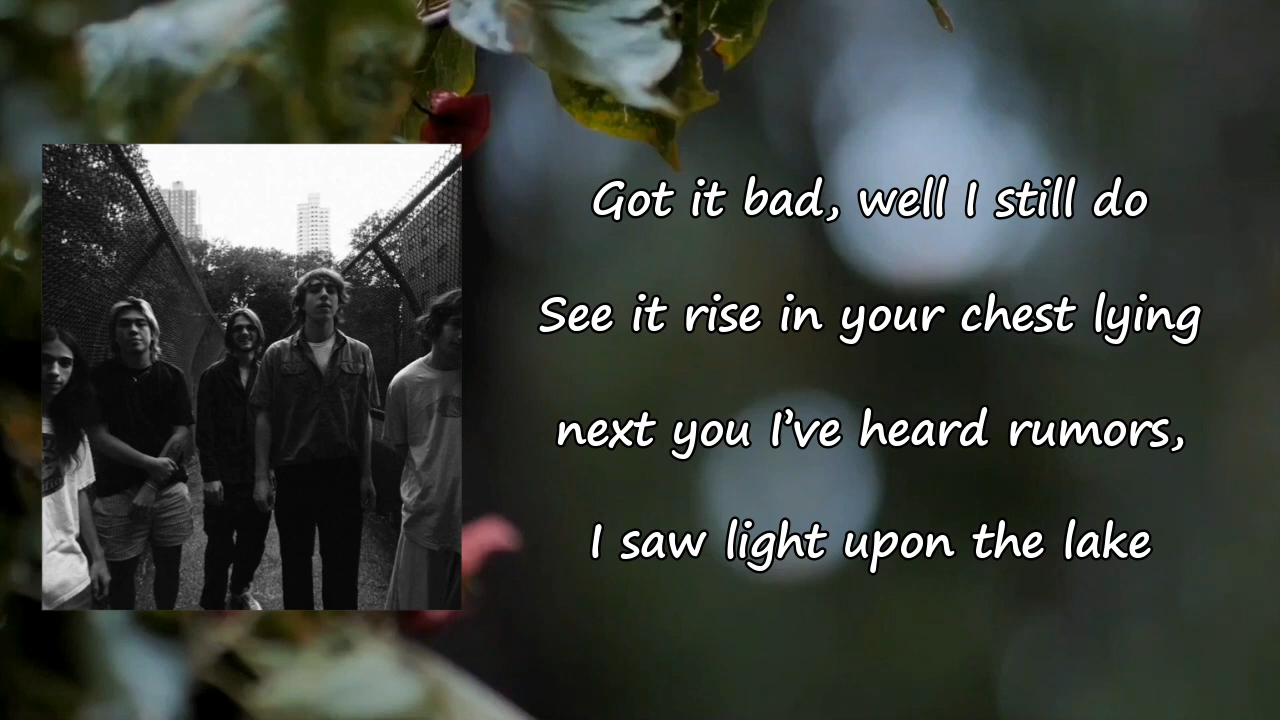 Got it bad, well I still do
See it rise in your chest lying
next you I’ve heard rumors,
I saw light upon the lake